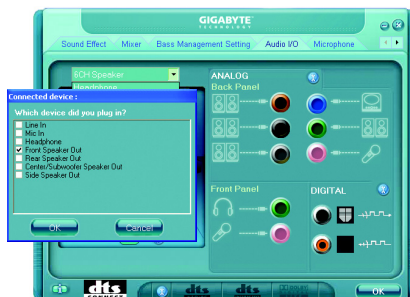 GIGABYTE
TECHNOLOGY
Sound Effect Mixer Bass Management Setting Audio I/O Microphone
6CH Speaker
Headphone
ANALOG
Back Panel
Connected device :
Which device did you plug in?
Line In
Mic In
Headphone
Front Speaker Out
Rear Speaker Out
Center/Subwoofer Speaker Out
Side Speaker Out
OK Cancel
Front Panel
DIGITAL
dts
CONNECT
dts
dts
OK